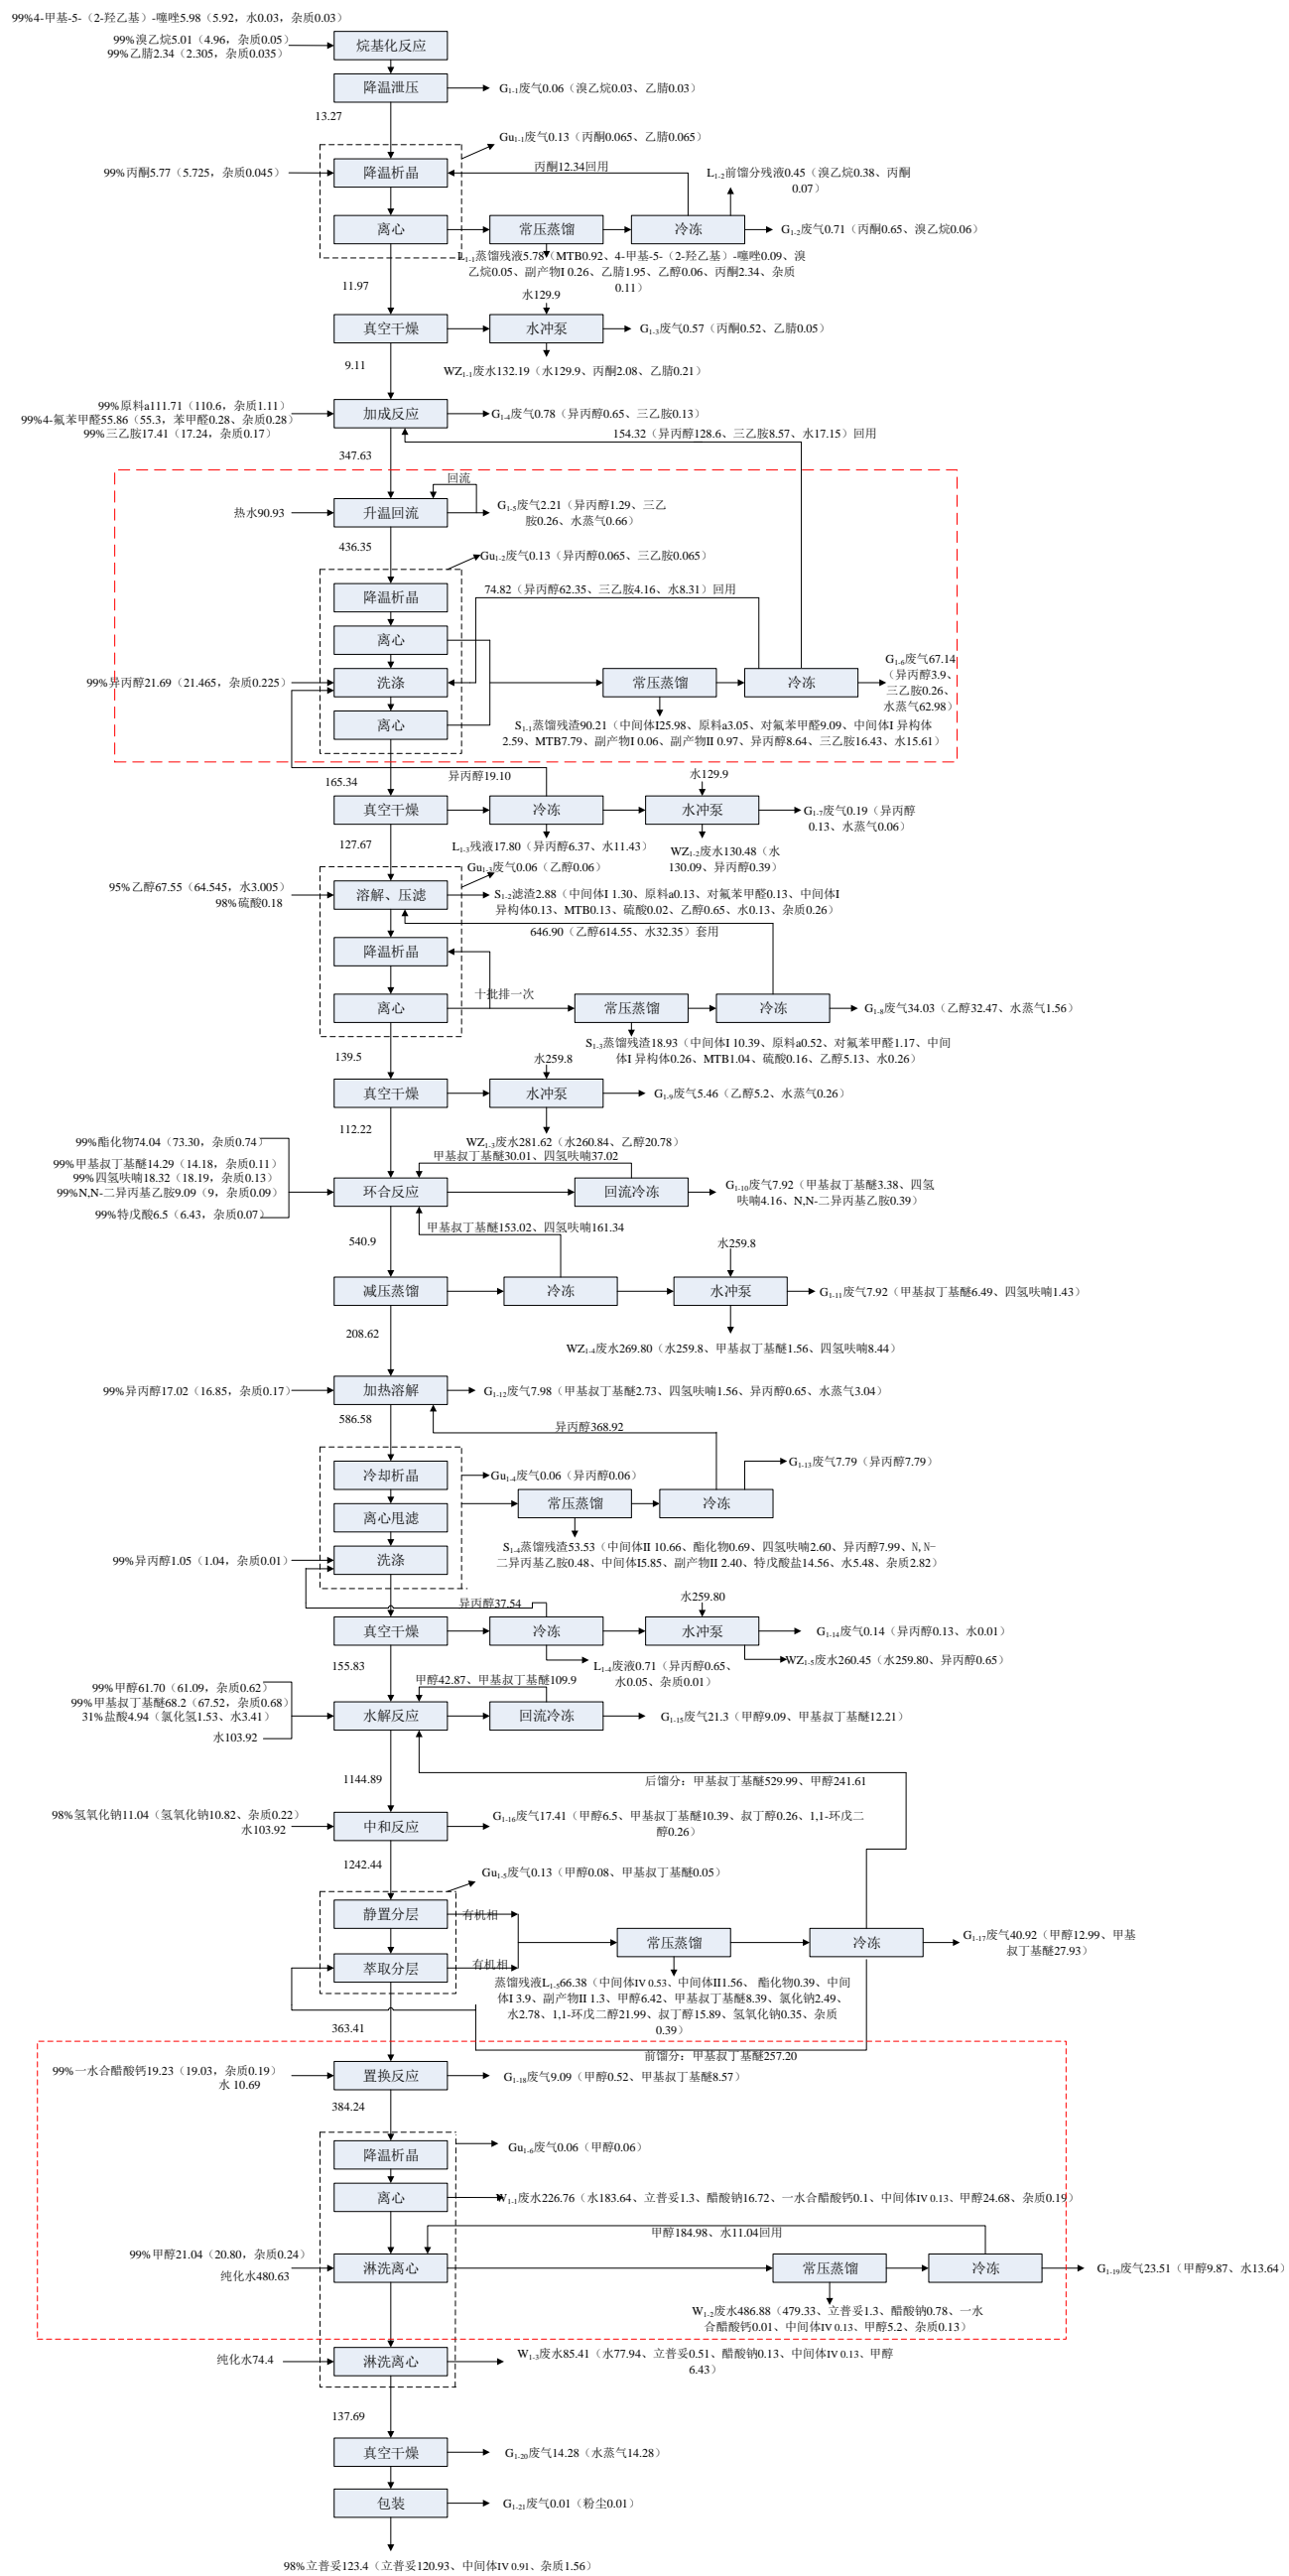 99%4-甲基-5-（2-羟乙基）-噻唑5.98（5.92，水0.03，杂质0.03）
99%溴乙烷5.01（4.96，杂质0.05）
99%乙腈2.34（2.305，杂质0.035）
烷基化反应
降温泄压
G1-1废气0.06（溴乙烷0.03、乙腈0.03）
13.27
Gu1-1废气0.13（丙酮0.065、乙腈0.065）
99%丙酮5.77（5.725，杂质0.045）
降温析晶
丙酮12.34回用
L1-2前馏分残液0.45（溴乙烷0.38、丙酮
0.07）
离心
常压蒸馏
冷冻
G1-2废气0.71（丙酮0.65、溴乙烷0.06）
L1-1蒸馏残液5.78（MTB0.92、4-甲基-5-（2-羟乙基）-噻唑0.09、溴
乙烷0.05、副产物I 0.26、乙腈1.95、乙醇0.06、丙酮2.34、杂质
0.11）
11.97
水129.9
真空干燥
水冲泵
G1-3废气0.57（丙酮0.52、乙腈0.05）
9.11
WZ1-1废水132.19（水129.9、丙酮2.08、乙腈0.21）
99%原料a111.71（110.6，杂质1.11）
99%4-氟苯甲醛55.86（55.3，苯甲醛0.28、杂质0.28）
99%三乙胺17.41（17.24，杂质0.17）
加成反应
G1-4废气0.78（异丙醇0.65、三乙胺0.13）
154.32（异丙醇128.6、三乙胺8.57、水17.15）回用
347.63
回流
热水90.93
升温回流
G1-5废气2.21（异丙醇1.29、三乙
胺0.26、水蒸气0.66）
436.35
Gu1-2废气0.13（异丙醇0.065、三乙胺0.065）
降温析晶
74.82（异丙醇62.35、三乙胺4.16、水8.31）回用
离心
99%异丙醇21.69（21.465，杂质0.225）
洗涤
常压蒸馏
冷冻
G1-6废气67.14
（异丙醇3.9、
三乙胺0.26、
水蒸气62.98）
离心
S1-1蒸馏残渣90.21（中间体I25.98、原料a3.05、对氟苯甲醛9.09、中间体I 异构体
2.59、MTB7.79、副产物I 0.06、副产物II 0.97、异丙醇8.64、三乙胺16.43、水15.61）
165.34
异丙醇19.10
水129.9
真空干燥
冷冻
水冲泵
G1-7废气0.19（异丙醇
0.13、水蒸气0.06）
127.67
L1-3残液17.80（异丙醇6.37、水11.43）
WZ1-2废水130.48（水
130.09、异丙醇0.39）
Gu1-3废气0.06（乙醇0.06）
95%乙醇67.55（64.545，水3.005）
98%硫酸0.18
溶解、压滤
S1-2滤渣2.88（中间体I 1.30、原料a0.13、对氟苯甲醛0.13、中间体I
异构体0.13、MTB0.13、硫酸0.02、乙醇0.65、水0.13、杂质0.26）
646.90（乙醇614.55、水32.35）套用
降温析晶
十批排一次
离心
常压蒸馏
冷冻
G1-8废气34.03（乙醇32.47、水蒸气1.56）
S1-3蒸馏残渣18.93（中间体I 10.39、原料a0.52、对氟苯甲醛1.17、中间
体I 异构体0.26、MTB1.04、硫酸0.16、乙醇5.13、水0.26）
139.5
水259.8
真空干燥
水冲泵
G1-9废气5.46（乙醇5.2、水蒸气0.26）
112.22
WZ1-3废水281.62（水260.84、乙醇20.78）
99%酯化物74.04（73.30，杂质0.74）
99%甲基叔丁基醚14.29（14.18，杂质0.11）
99%四氢呋喃18.32（18.19，杂质0.13）
99%N,N-二异丙基乙胺9.09（9，杂质0.09）
99%特戊酸6.5（6.43，杂质0.07）
甲基叔丁基醚30.01、四氢呋喃37.02
环合反应
回流冷冻
G1-10废气7.92（甲基叔丁基醚3.38、四氢
呋喃4.16、N,N-二异丙基乙胺0.39）
甲基叔丁基醚153.02、四氢呋喃161.34
540.9
水259.8
减压蒸馏
冷冻
水冲泵
G1-11废气7.92（甲基叔丁基醚6.49、四氢呋喃1.43）
208.62
WZ1-4废水269.80（水259.8、甲基叔丁基醚1.56、四氢呋喃8.44）
99%异丙醇17.02（16.85，杂质0.17）
加热溶解
G1-12废气7.98（甲基叔丁基醚2.73、四氢呋喃1.56、异丙醇0.65、水蒸气3.04）
586.58
异丙醇368.92
冷却析晶
Gu1-4废气0.06（异丙醇0.06）
G1-13废气7.79（异丙醇7.79）
离心甩滤
常压蒸馏
冷冻
99%异丙醇1.05（1.04，杂质0.01）
洗涤
S1-4蒸馏残渣53.53（中间体II 10.66、酯化物0.69、四氢呋喃2.60、异丙醇7.99、N,N-
二异丙基乙胺0.48、中间体I5.85、副产物II 2.40、特戊酸盐14.56、水5.48、杂质2.82）
异丙醇37.54
水259.80
真空干燥
冷冻
水冲泵
G1-14废气0.14（异丙醇0.13、水0.01）
155.83
L1-4废液0.71（异丙醇0.65、
水0.05、杂质0.01）
WZ1-5废水260.45（水259.80、异丙醇0.65）
99%甲醇61.70（61.09，杂质0.62）
99%甲基叔丁基醚68.2（67.52，杂质0.68）
31%盐酸4.94（氯化氢1.53、水3.41）
水103.92
甲醇42.87、甲基叔丁基醚109.9
水解反应
回流冷冻
G1-15废气21.3（甲醇9.09、甲基叔丁基醚12.21）
1144.89
后馏分：甲基叔丁基醚529.99、甲醇241.61
98%氢氧化钠11.04（氢氧化钠10.82、杂质0.22）
水103.92
中和反应
G1-16废气17.41（甲醇6.5、甲基叔丁基醚10.39、叔丁醇0.26、1,1-环戊二
醇0.26）
1242.44
Gu1-5废气0.13（甲醇0.08、甲基叔丁基醚0.05）
静置分层
有机相
常压蒸馏
冷冻
G1-17废气40.92（甲醇12.99、甲基
叔丁基醚27.93）
萃取分层
有机相
蒸馏残液L1-566.38（中间体IV 0.53、中间体II1.56、 酯化物0.39、中间
体I 3.9、副产物II 1.3、甲醇6.42、甲基叔丁基醚8.39、氯化钠2.49、
水2.78、1,1-环戊二醇21.99、叔丁醇15.89、氢氧化钠0.35、杂质
0.39）
363.41
前馏分：甲基叔丁基醚257.20
99%一水合醋酸钙19.23（19.03，杂质0.19）
水 10.69
置换反应
G1-18废气9.09（甲醇0.52、甲基叔丁基醚8.57）
384.24
降温析晶
Gu1-6废气0.06（甲醇0.06）
离心
W1-1废水226.76（水183.64、立普妥1.3、醋酸钠16.72、一水合醋酸钙0.1、中间体IV 0.13、甲醇24.68、杂质0.19）
甲醇184.98、水11.04回用
99%甲醇21.04（20.80，杂质0.24）
纯化水480.63
淋洗离心
常压蒸馏
冷冻
G1-19废气23.51（甲醇9.87、水13.64）
W1-2废水486.88（479.33、立普妥1.3、醋酸钠0.78、一水
合醋酸钙0.01、中间体IV 0.13、甲醇5.2、杂质0.13）
纯化水74.4
淋洗离心
W1-3废水85.41（水77.94、立普妥0.51、醋酸钠0.13、中间体IV 0.13、甲醇
6.43）
137.69
真空干燥
G1-20废气14.28（水蒸气14.28）
包装
G1-21废气0.01（粉尘0.01）
98%立普妥123.4（立普妥120.93、中间体IV 0.91、杂质1.56）